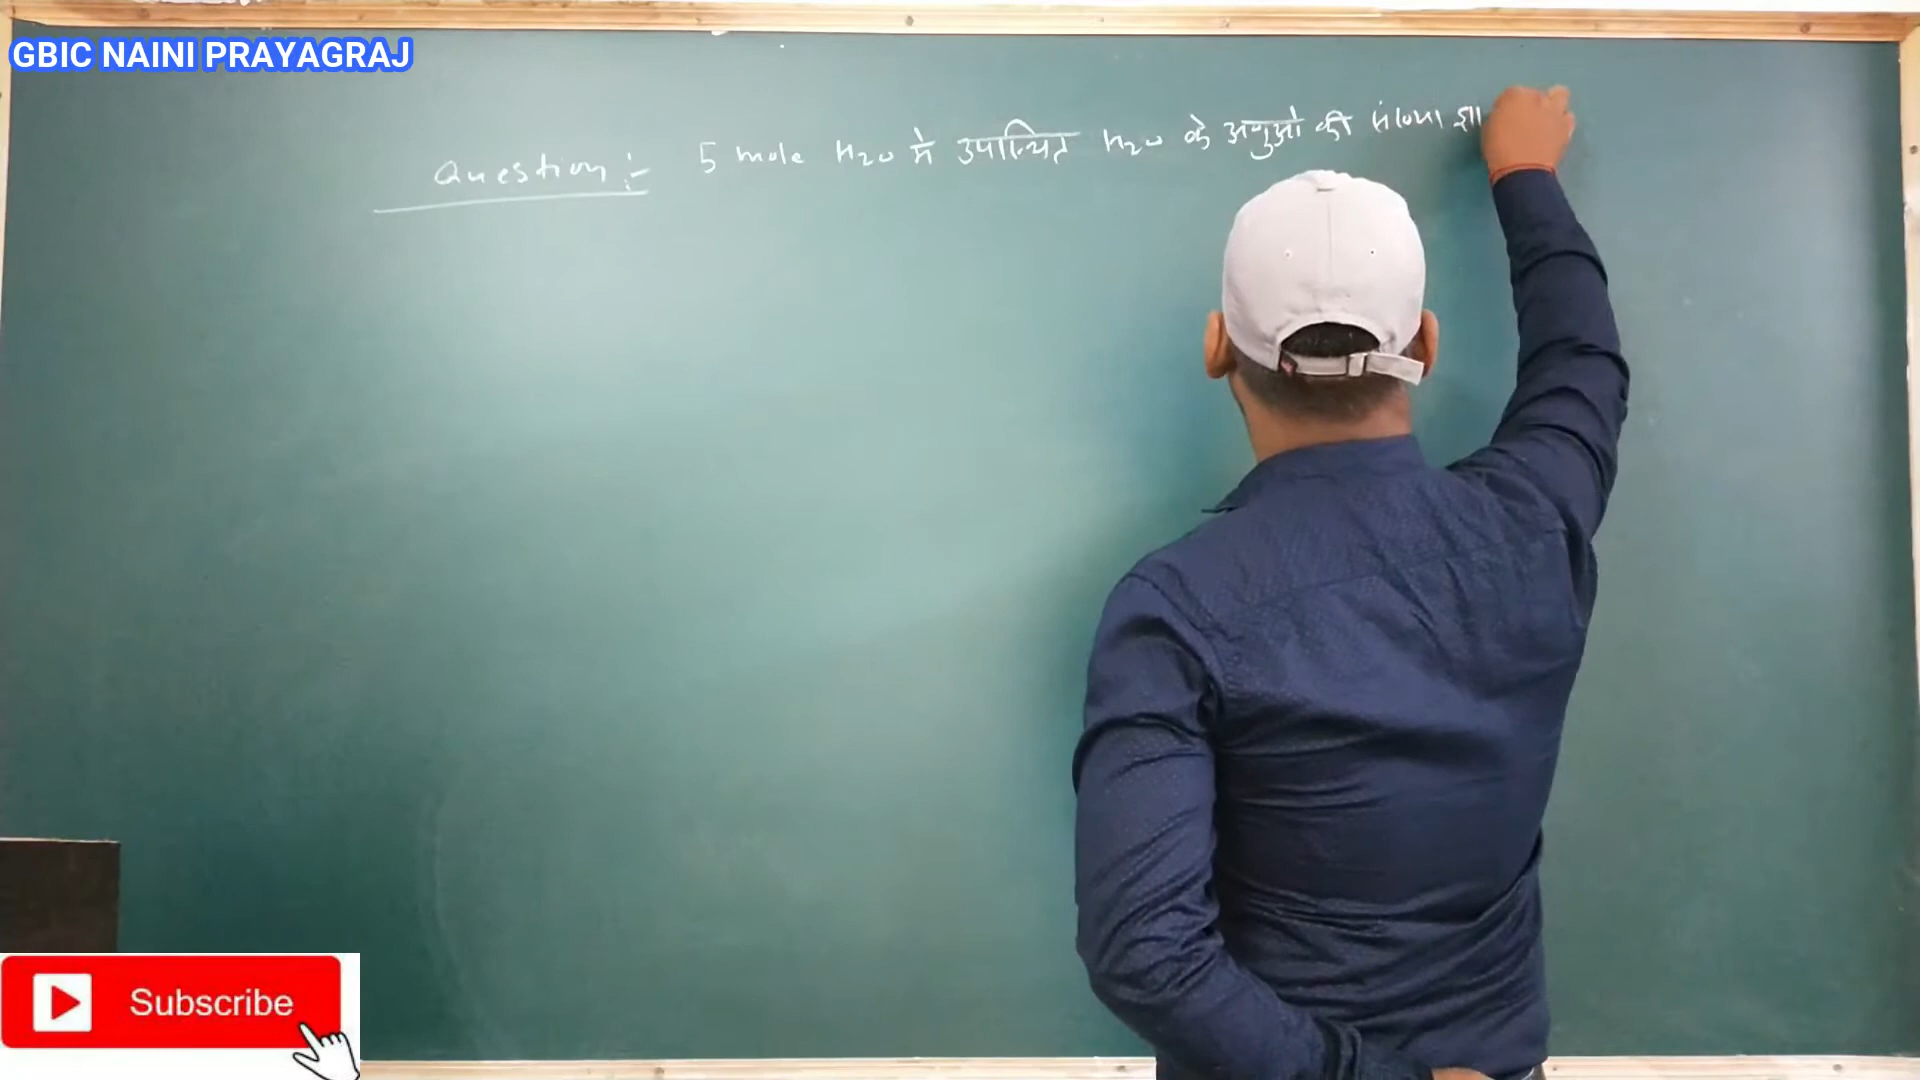 GBIC NAINI PRAYAGRAJ
Question :- 5 mole H2O में उपस्थित H2O के अणुओ की संख्या ज्ञा
Subscribe